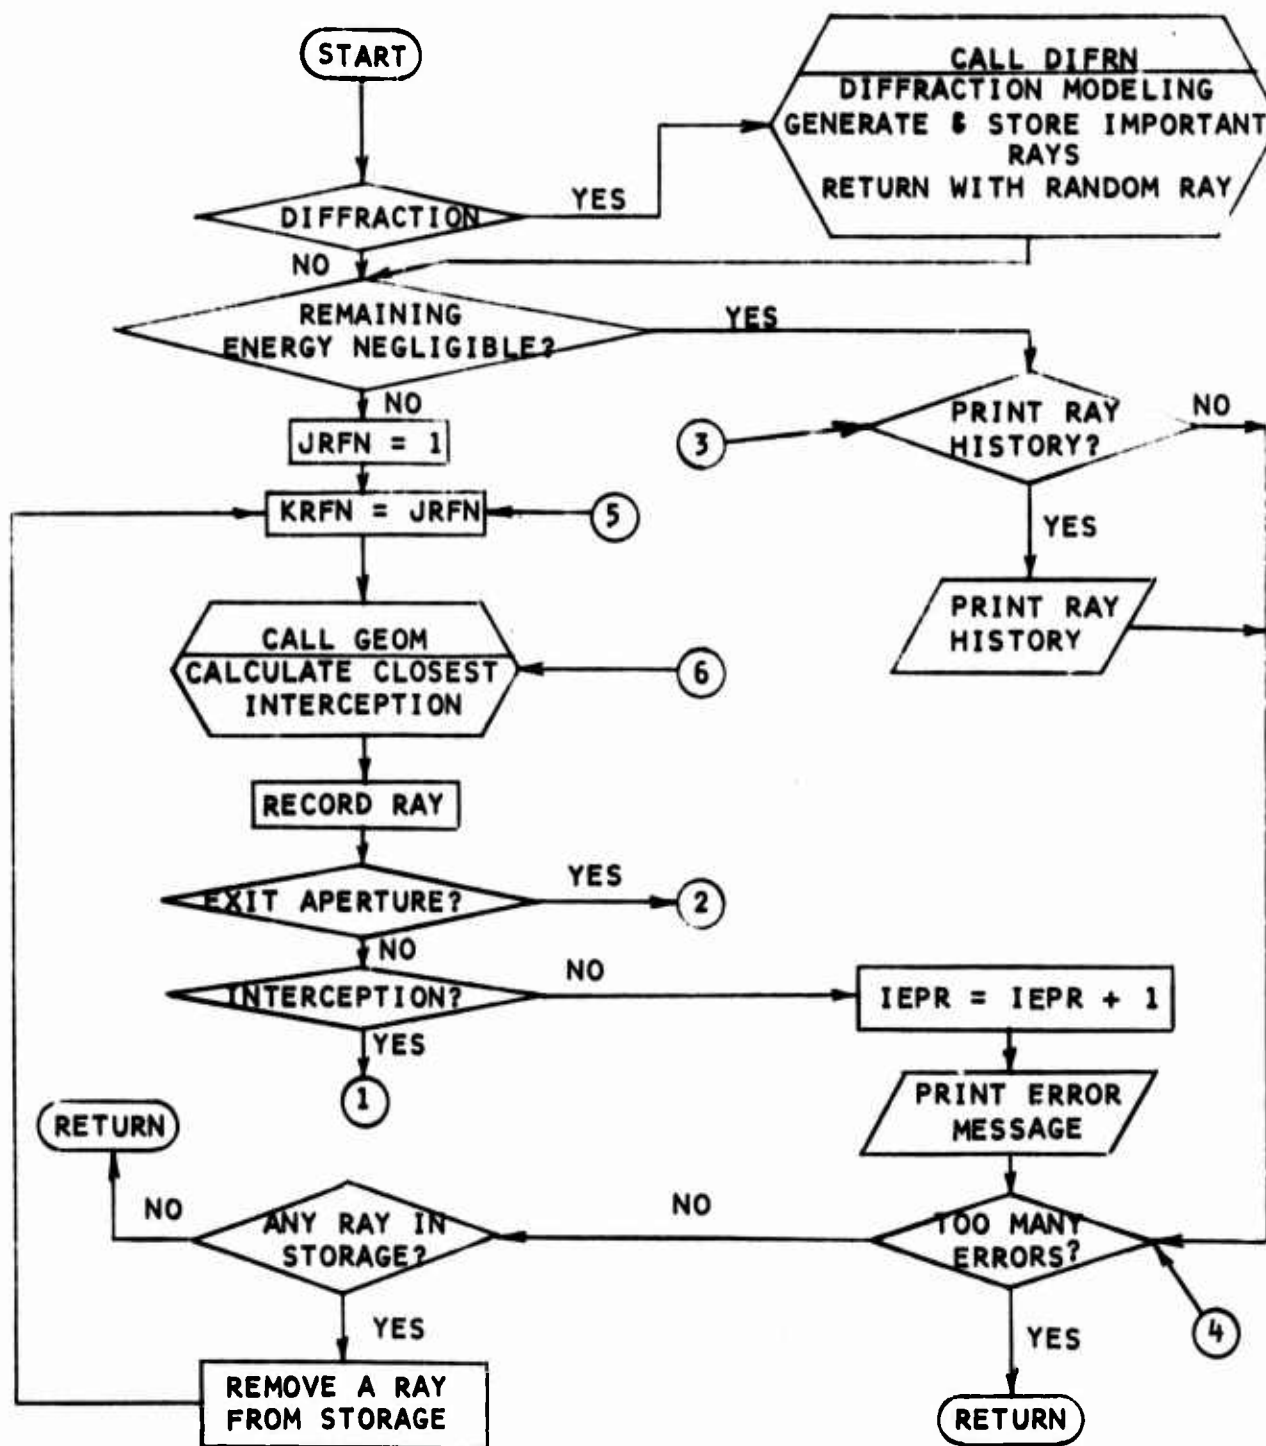 START
CALL DIFRN
DIFFRACTION MODELING
GENERATE & STORE IMPORTANT
RAYS
RETURN WITH RANDOM RAY
DIFFRACTION
YES
NO
REMAINING
ENERGY NEGLIGIBLE?
YES
NO
JRFN = 1
PRINT RAY
HISTORY?
NO
3
KRFN = JRFN
5
YES
PRINT RAY
HISTORY
CALL GEOM
CALCULATE CLOSEST
INTERCEPTION
6
RECORD RAY
EXIT APERTURE?
YES
2
NO
INTERCEPTION?
NO
IEPR = IEPR + 1
YES
1
PRINT ERROR
MESSAGE
RETURN
NO
ANY RAY IN
STORAGE?
NO
TOO MANY
ERRORS?
4
YES
YES
REMOVE A RAY
FROM STORAGE
RETURN